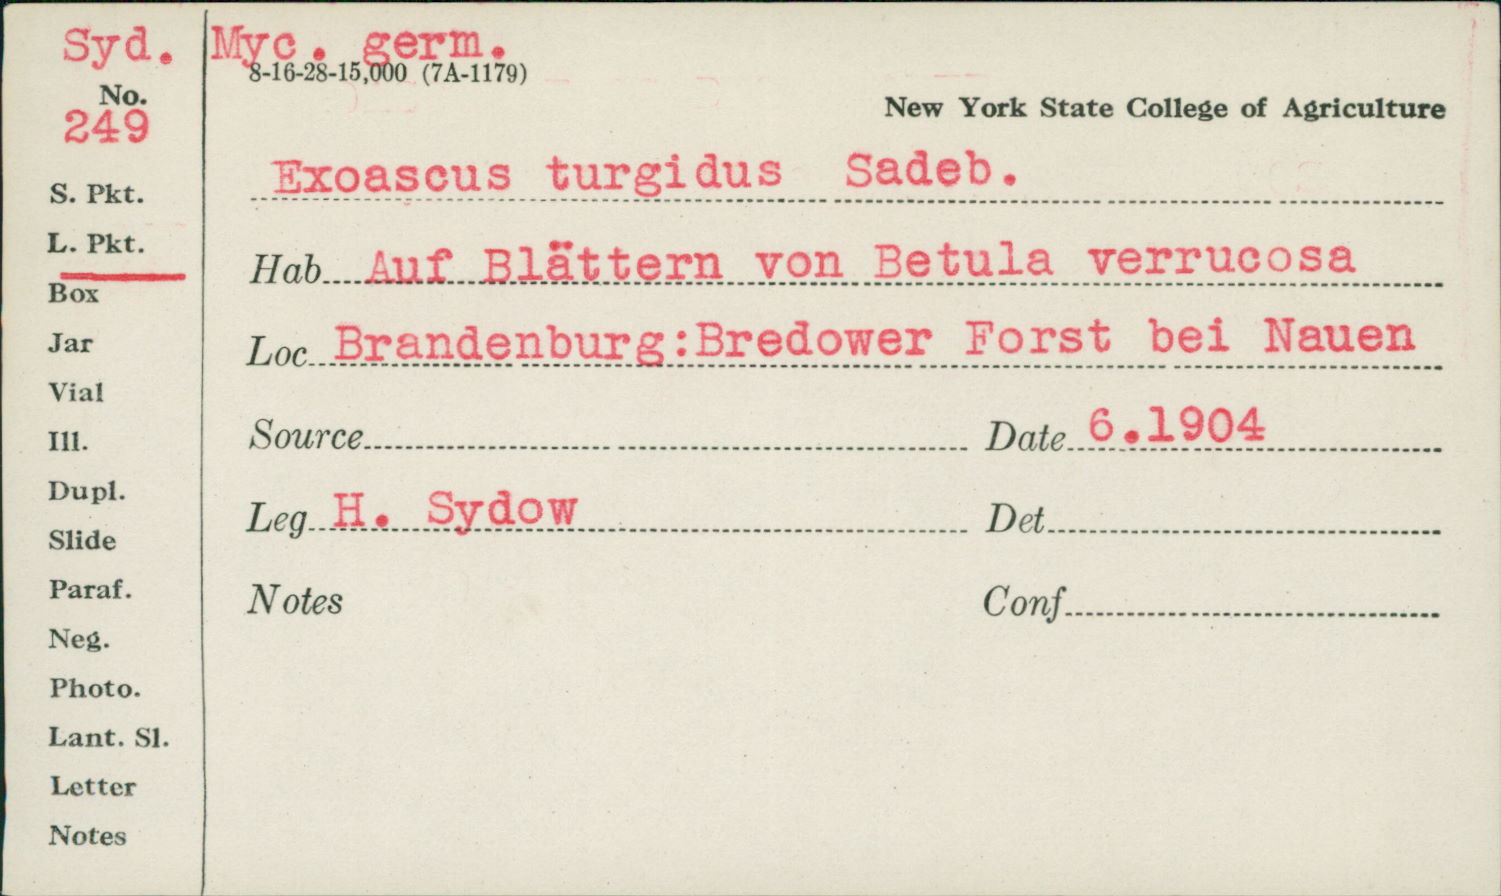 Syd. Myc. germ.
8-16-28-15,000 (7A-1179)
No.
249
New York State College of Agriculture
Exoascus turgidus Sadeb.
S. Pkt.
L. Pkt.
Hab Auf Blättern von Betula verrucosa
Box
Jar
Loc Brandenburg:Bredower Forst bei Nauen
Vial
Ill.
Source Date 6.1904
Dupl.
Leg H. Sydow Det
Slide
Paraf.
Notes Conf
Neg.
Photo.
Lant. Sl.
Letter
Notes